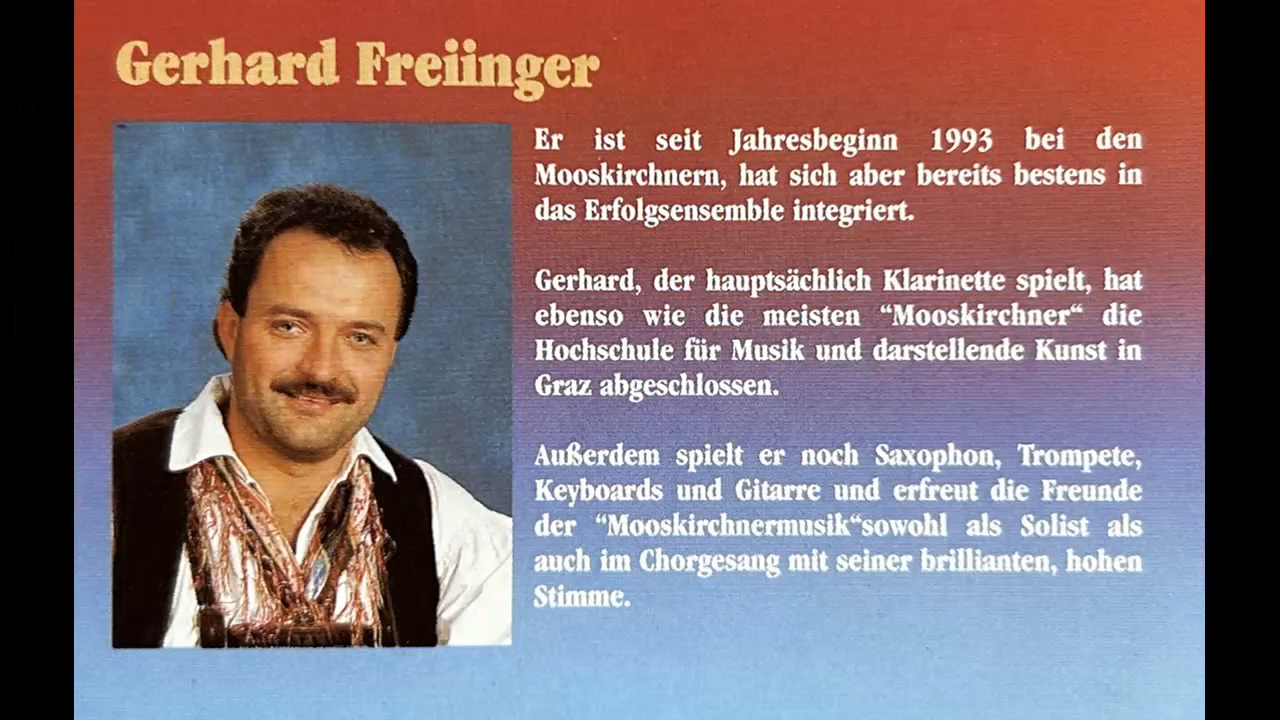 Gerhard Freiinger
Er ist seit Jahresbeginn 1993 bei den
Mooskirchnern, hat sich aber bereits bestens in
das Erfolgsensemble integriert.
Gerhard, der hauptsächlich Klarinette spielt, hat
ebenso wie die meisten “Mooskirchner“ die
Hochschule für Musik und darstellende Kunst in
Graz abgeschlossen.
Außerdem spielt er noch Saxophon, Trompete,
Keyboards und Gitarre und erfreut die Freunde
der “Mooskirchnermusik“sowohl als Solist als
auch im Chorgesang mit seiner brillianten, hohen
Stimme.